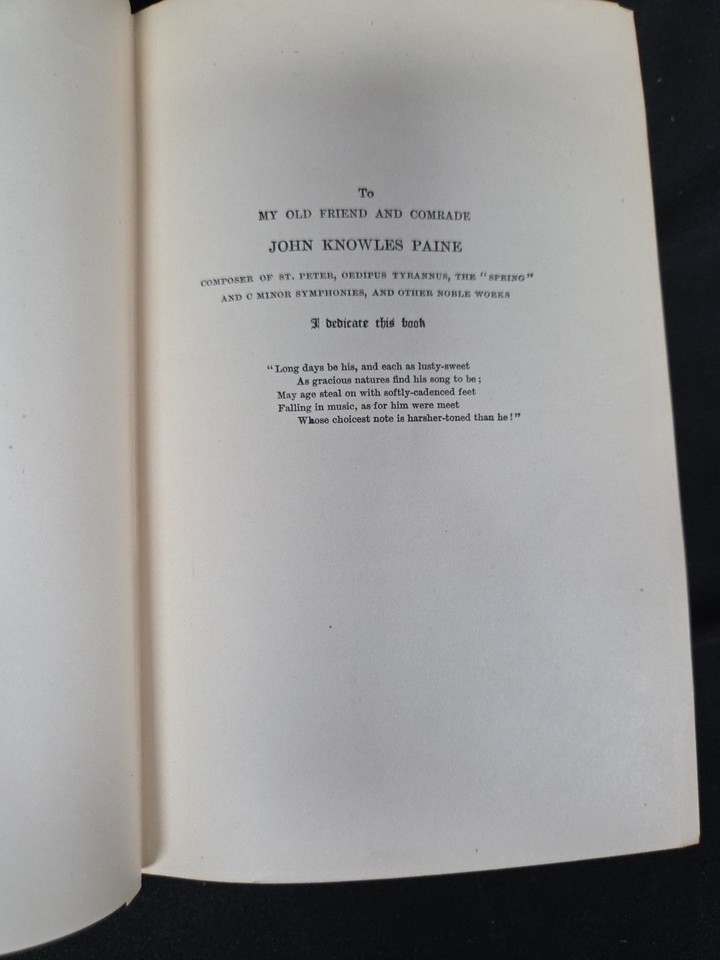 To
MY OLD FRIEND AND COMRADE
JOHN KNOWLES PAINE
COMPOSER OF ST. PETER, OEDIPUS TYRANNUS, THE "SPRING"
AND C MINOR SYMPHONIES, AND OTHER NOBLE WORKS
I dedicate this book
"Long days be his, and each as lusty-sweet
As gracious natures find his song to be;
May age steal on with softly-cadenced feet
Falling in music, as for him were meet
Whose choicest note is harsher-toned than he!"